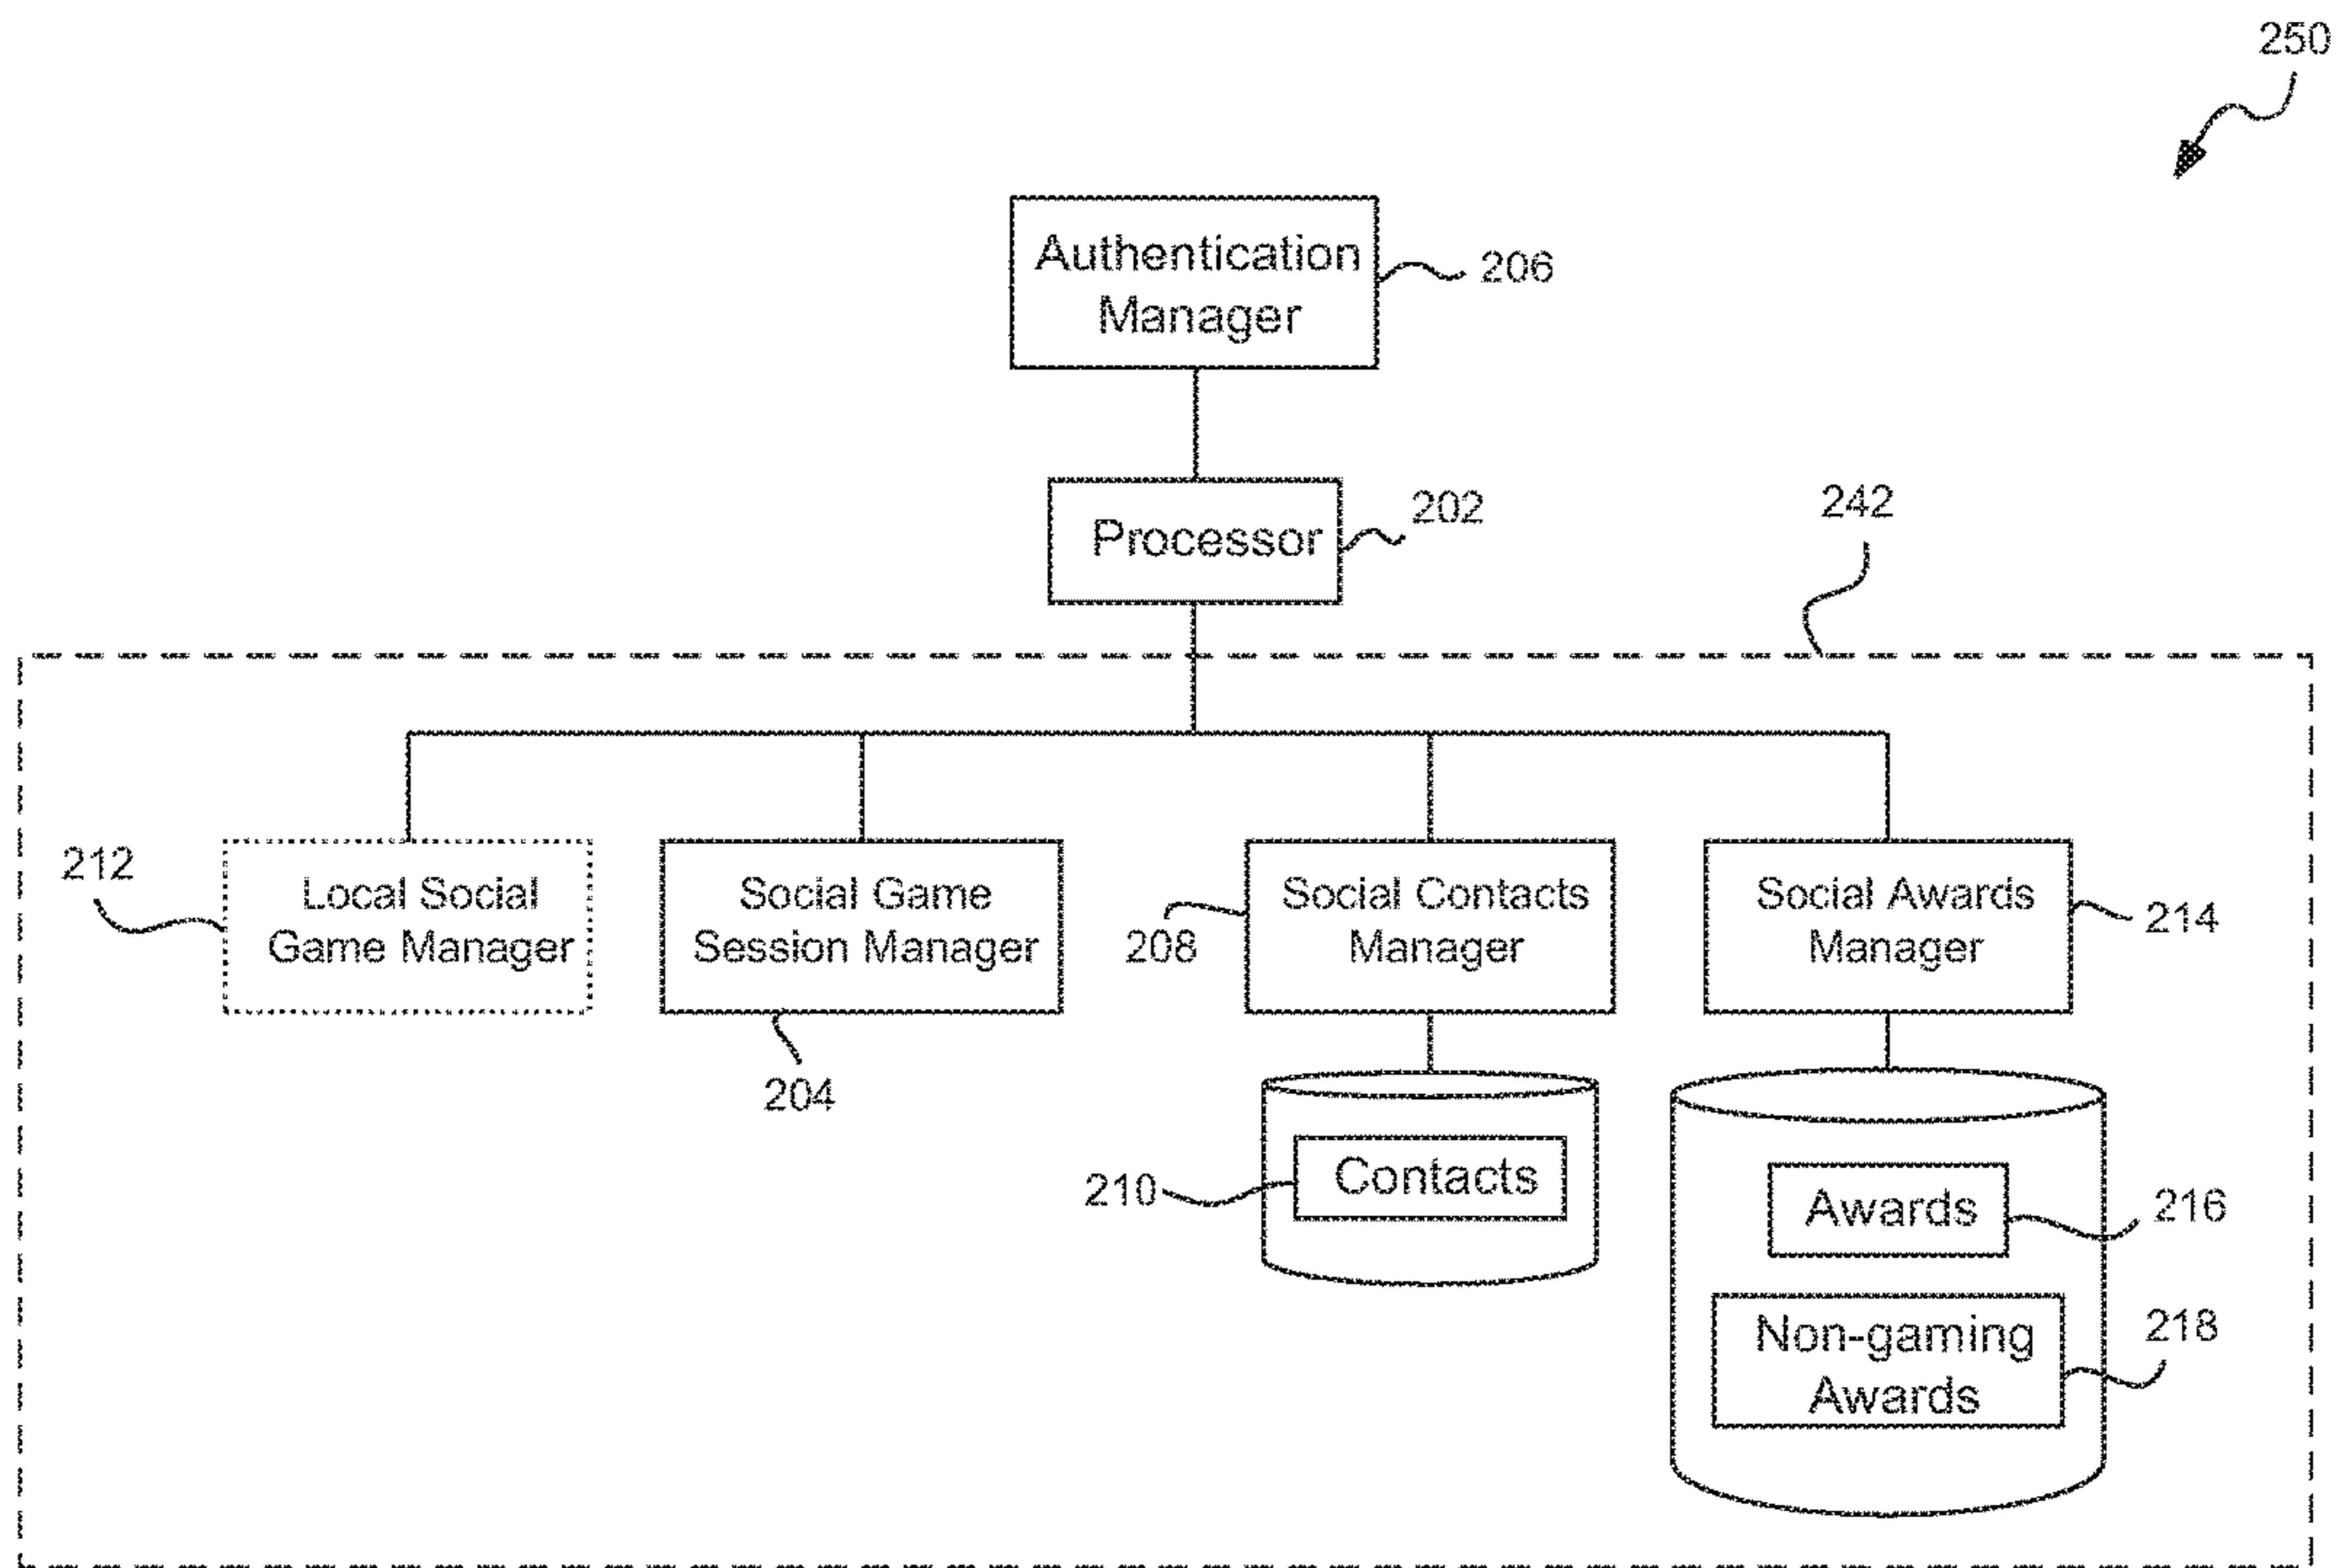 250
Authentication
Manager
206
Processor
202
242
212
Local Social
Game Manager
Social Game
Session Manager
204
208
Social Contacts
Manager
Social Awards
Manager
214
210
Contacts
Awards
216
Non-gaming
Awards
218